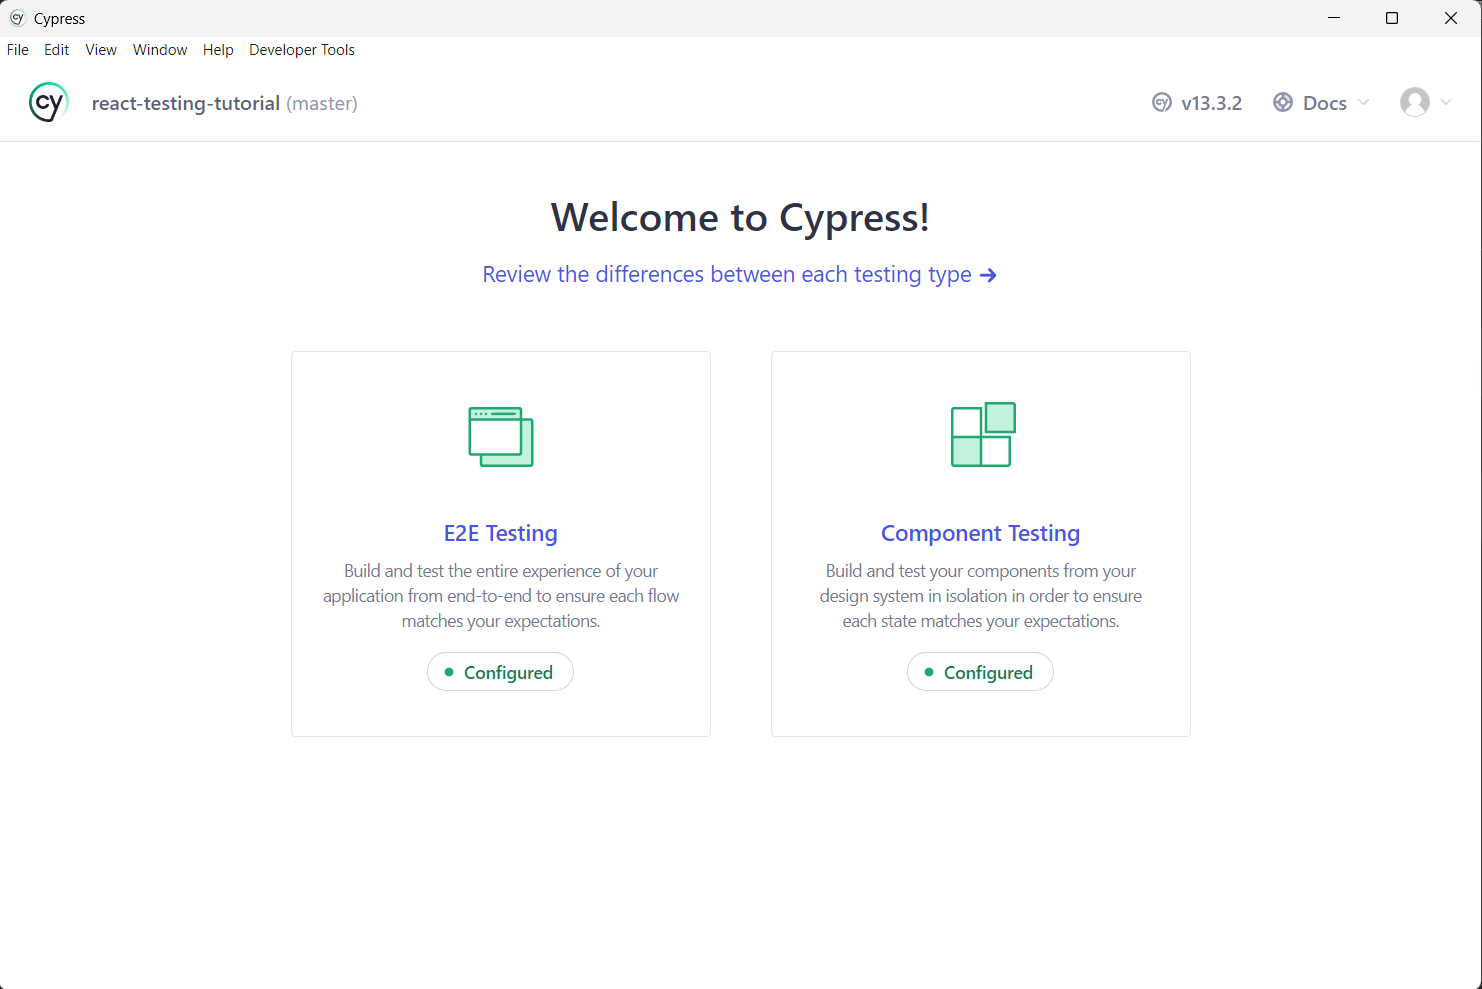 Cypress
File Edit View Window Help Developer Tools
cy react-testing-tutorial (master) cy v13.3.2 Docs
Welcome to Cypress!
Review the differences between each testing type →
E2E Testing
Build and test the entire experience of your
application from end-to-end to ensure each flow
matches your expectations.
Configured
Component Testing
Build and test your components from your
design system in isolation in order to ensure
each state matches your expectations.
Configured